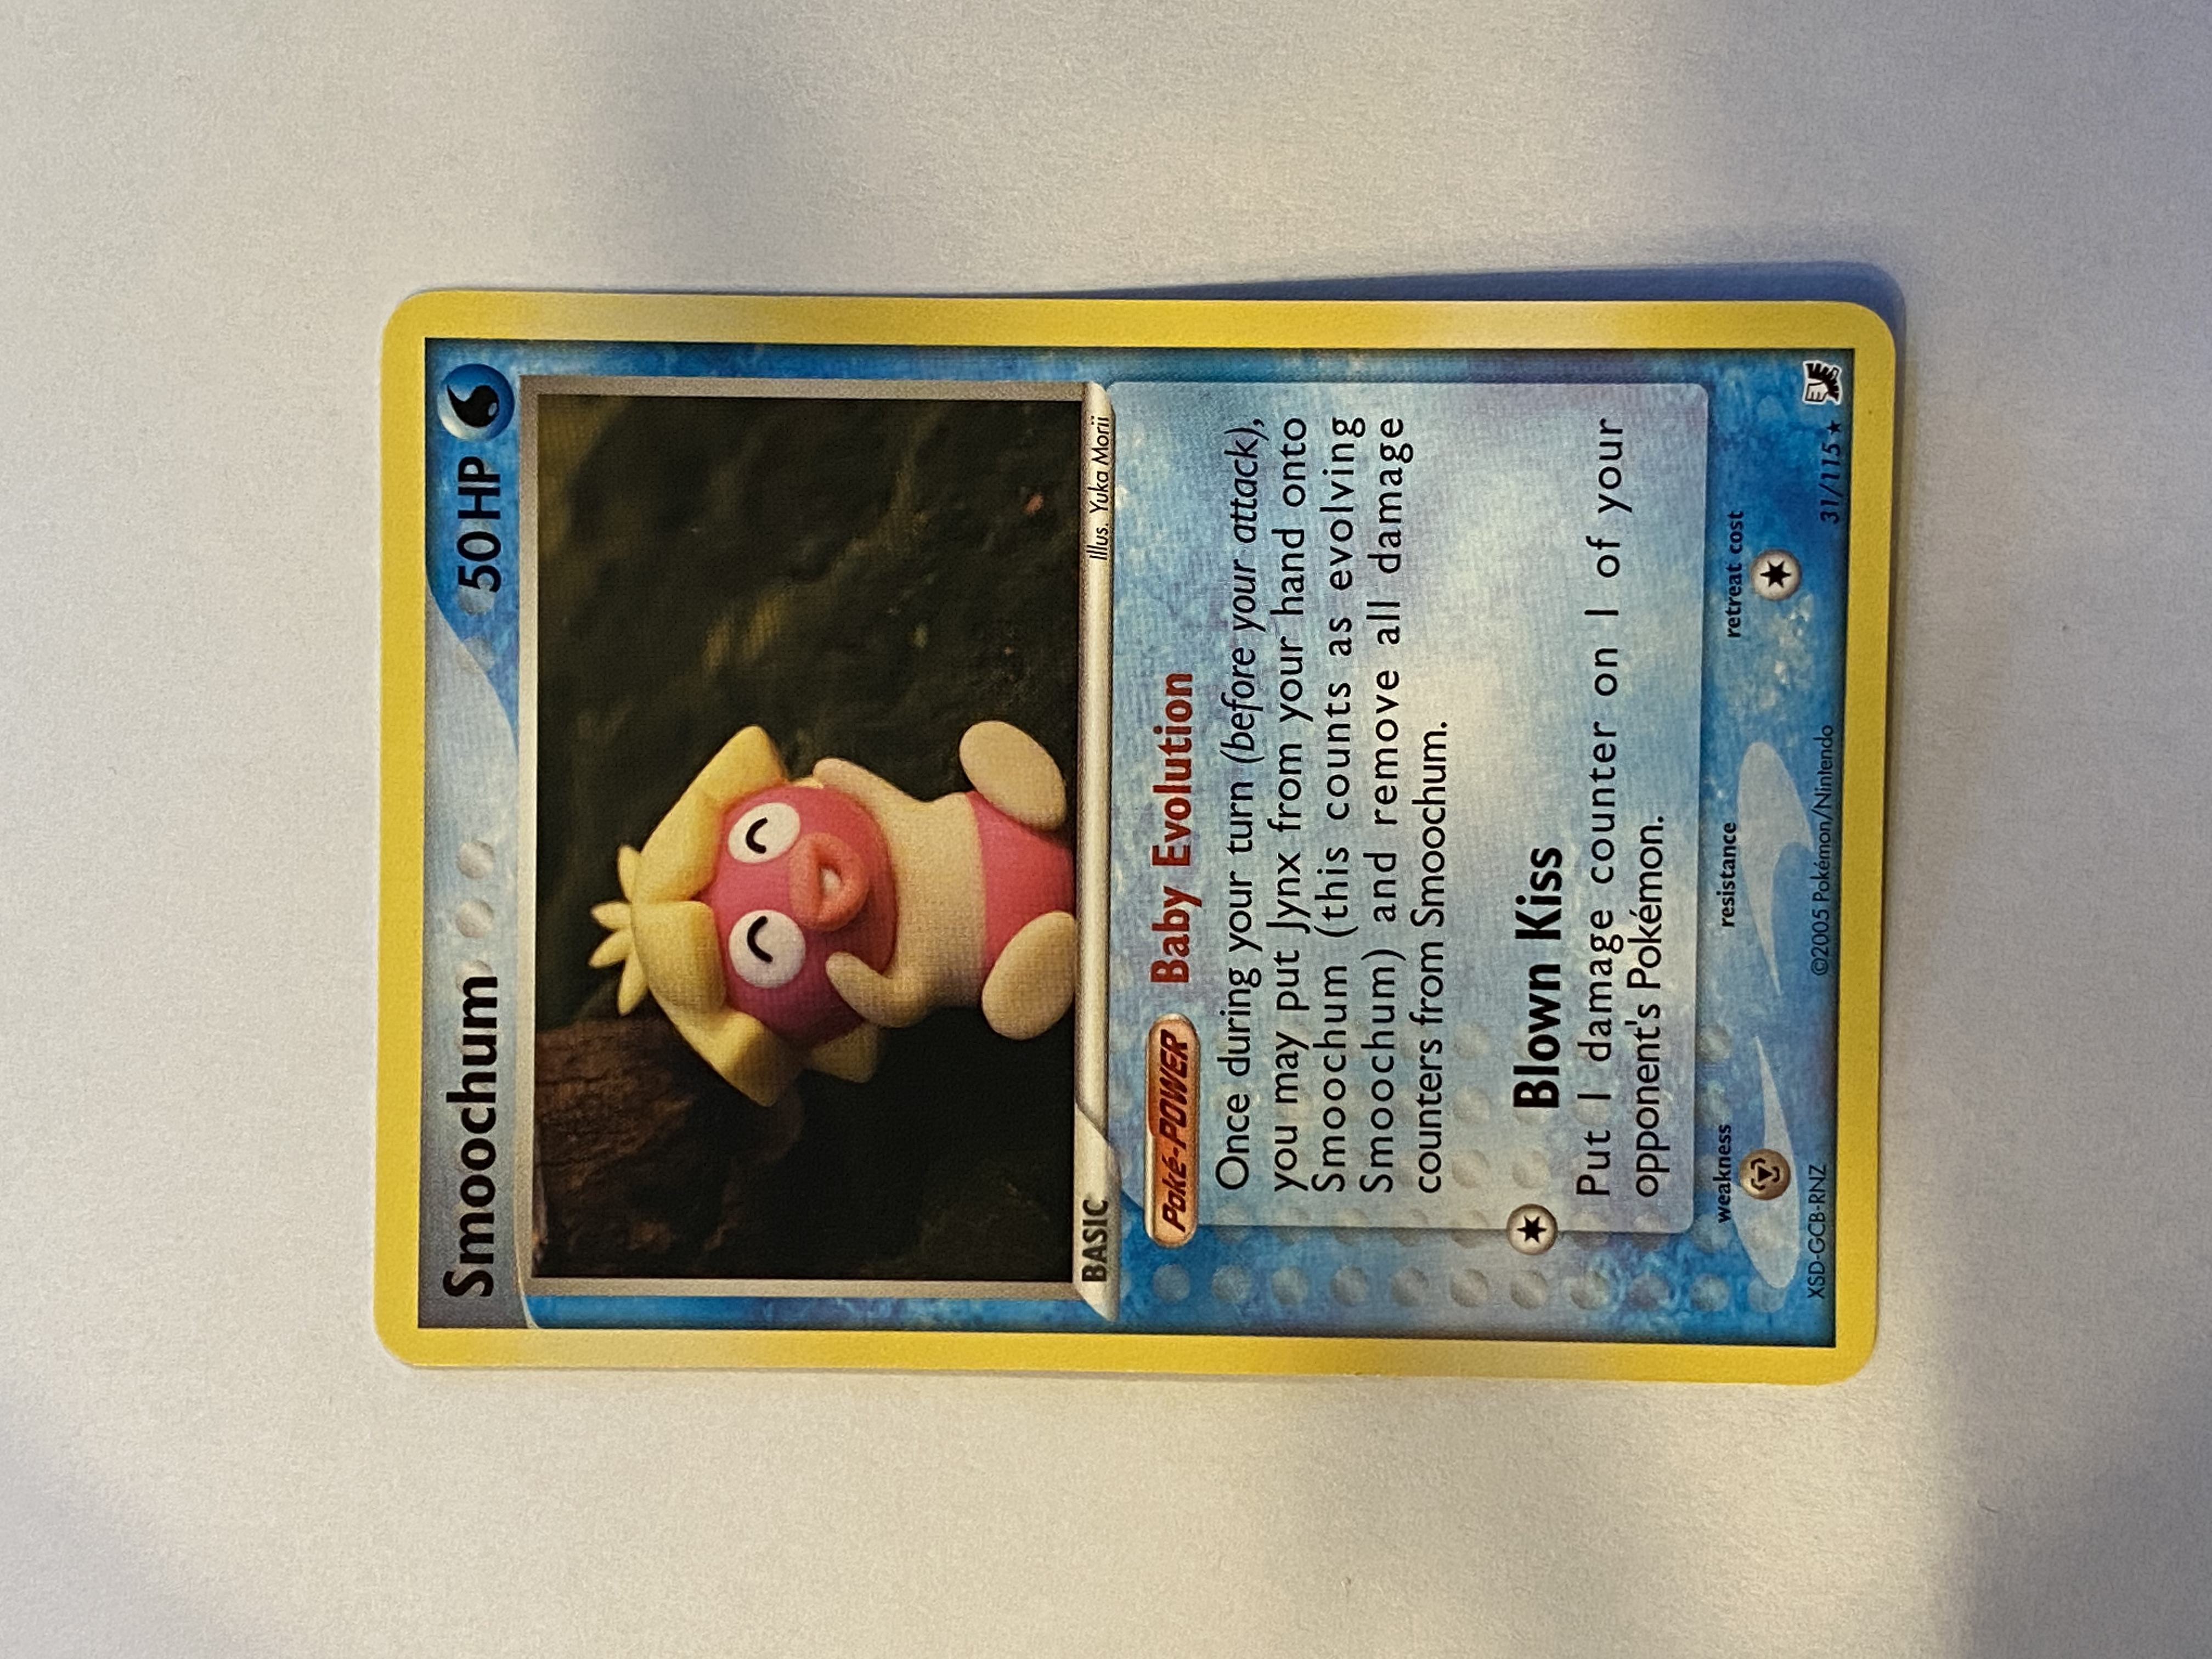 Smoochum 50 HP
BASIC Illus. Yuka Morii
Poké-POWER Baby Evolution
Once during your turn (before your attack),
you may put Jynx from your hand onto
Smoochum (this counts as evolving
Smoochum) and remove all damage
counters from Smoochum.
Blown Kiss
Put 1 damage counter on 1 of your
opponent's Pokémon.
weakness resistance retreat cost
XSD-GCB-RNZ ©2005 Pokémon/Nintendo 31/115 ★